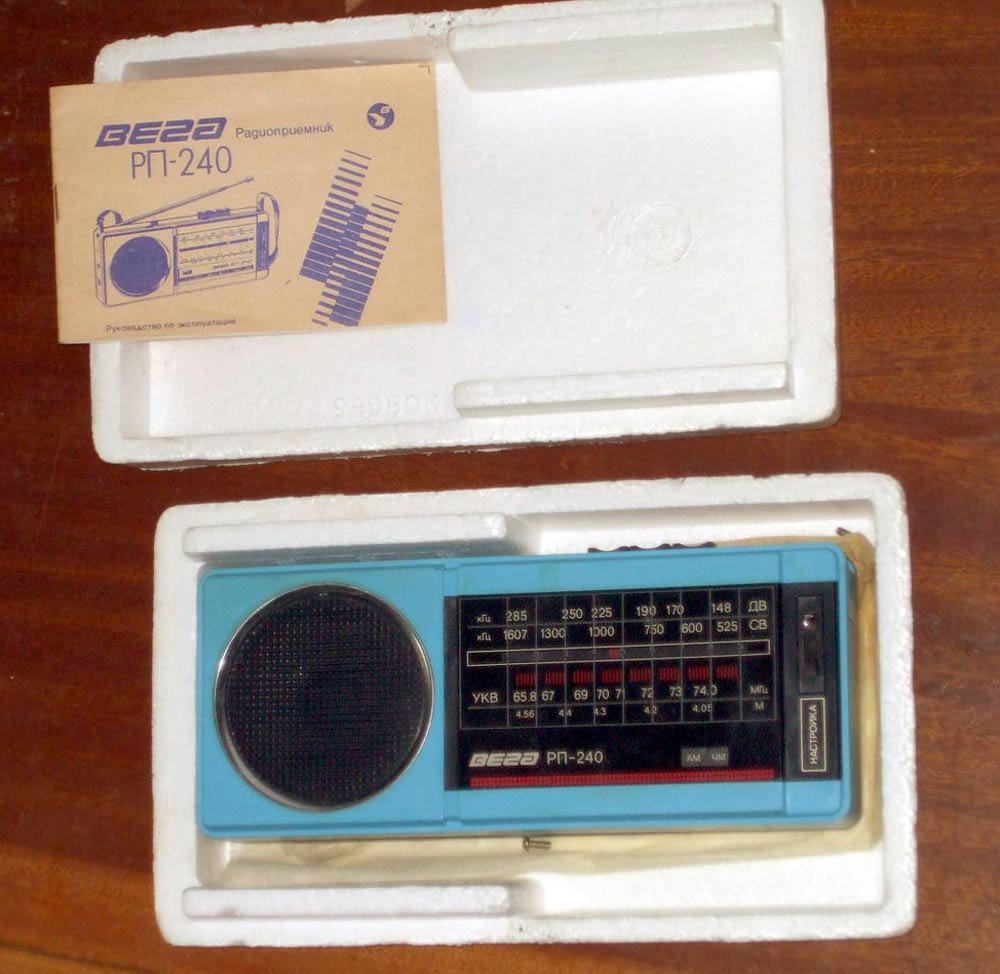 ВЕГА Радиоприемник
РП-240
Руководство по эксплуатации
кГц 285 250 225 190 170 148 ДВ
кГц 1607 1300 1000 750 600 525 СВ
УКВ 65.8 67 69 70 71 72 73 74.0 МГц
4.56 4.4 4.3 4.2 4.05 М
ВЕГА РП-240 АМ ЧМ
НАСТРОЙКА